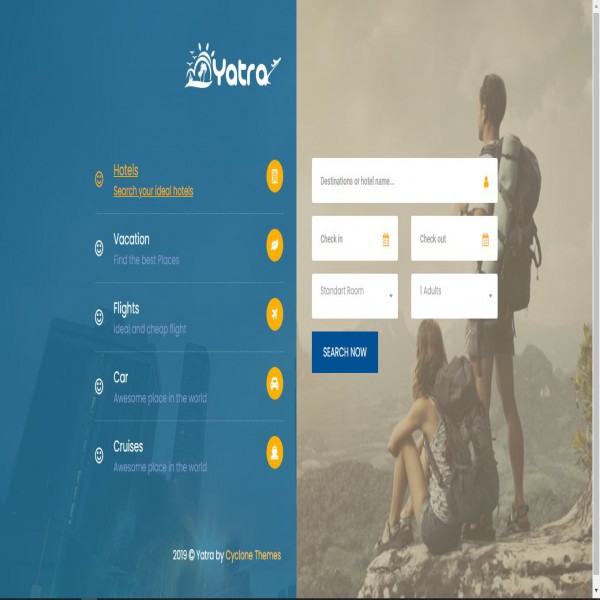 Yatra
Hotels
Search your ideal hotels
Vacation
Find the best Places
Flights
ideal and cheap flight
Car
Awesome place in the world
Cruises
Awesome place in the world
2019 © Yatra by Cyclone Themes
Destinations or hotel name...
Check in
Check out
Standart Room
1 Adults
SEARCH NOW